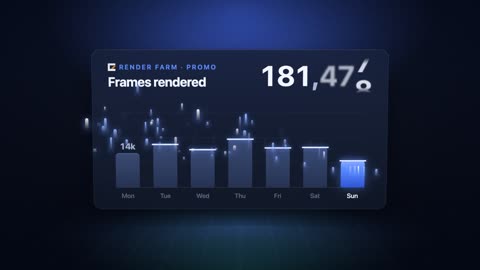 RENDER FARM · PROMO
Frames rendered
181,47
14k
Mon
Tue
Wed
Thu
Fri
Sat
Sun